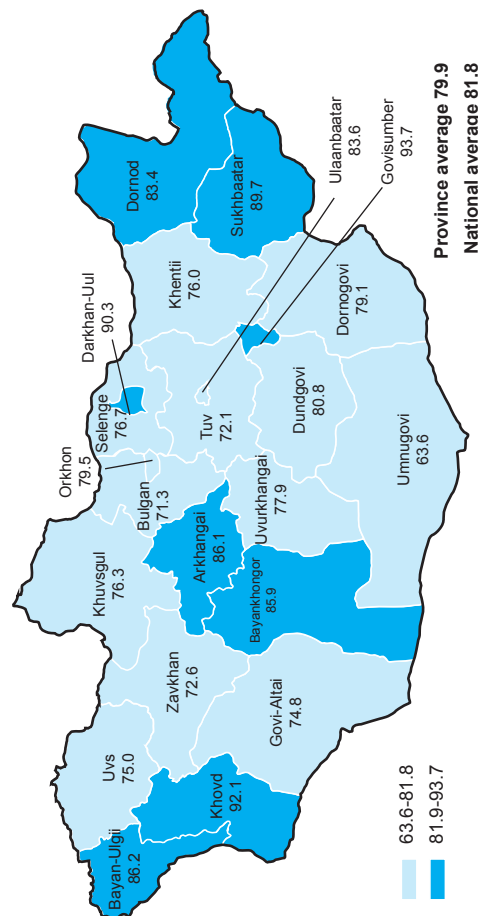 Bayan-Ulgii
86.2
Uvs
75.0
Khovd
92.1
Zavkhan
72.6
Govi-Altai
74.8
Khuvsgul
76.3
Arkhangai
86.1
Bayankhongor
85.9
Orkhon
79.5
Bulgan
71.3
Uvurkhangai
77.9
Selenge
76.7
Darkhan-Uul
90.3
Tuv
72.1
Dundgovi
80.8
Umnugovi
63.6
Khentii
76.0
Dornogovi
79.1
Dornod
83.4
Sukhbaatar
89.7
Ulaanbaatar
83.6
Govisumber
93.7
63.6-81.8
81.9-93.7
Province average 79.9
National average 81.8